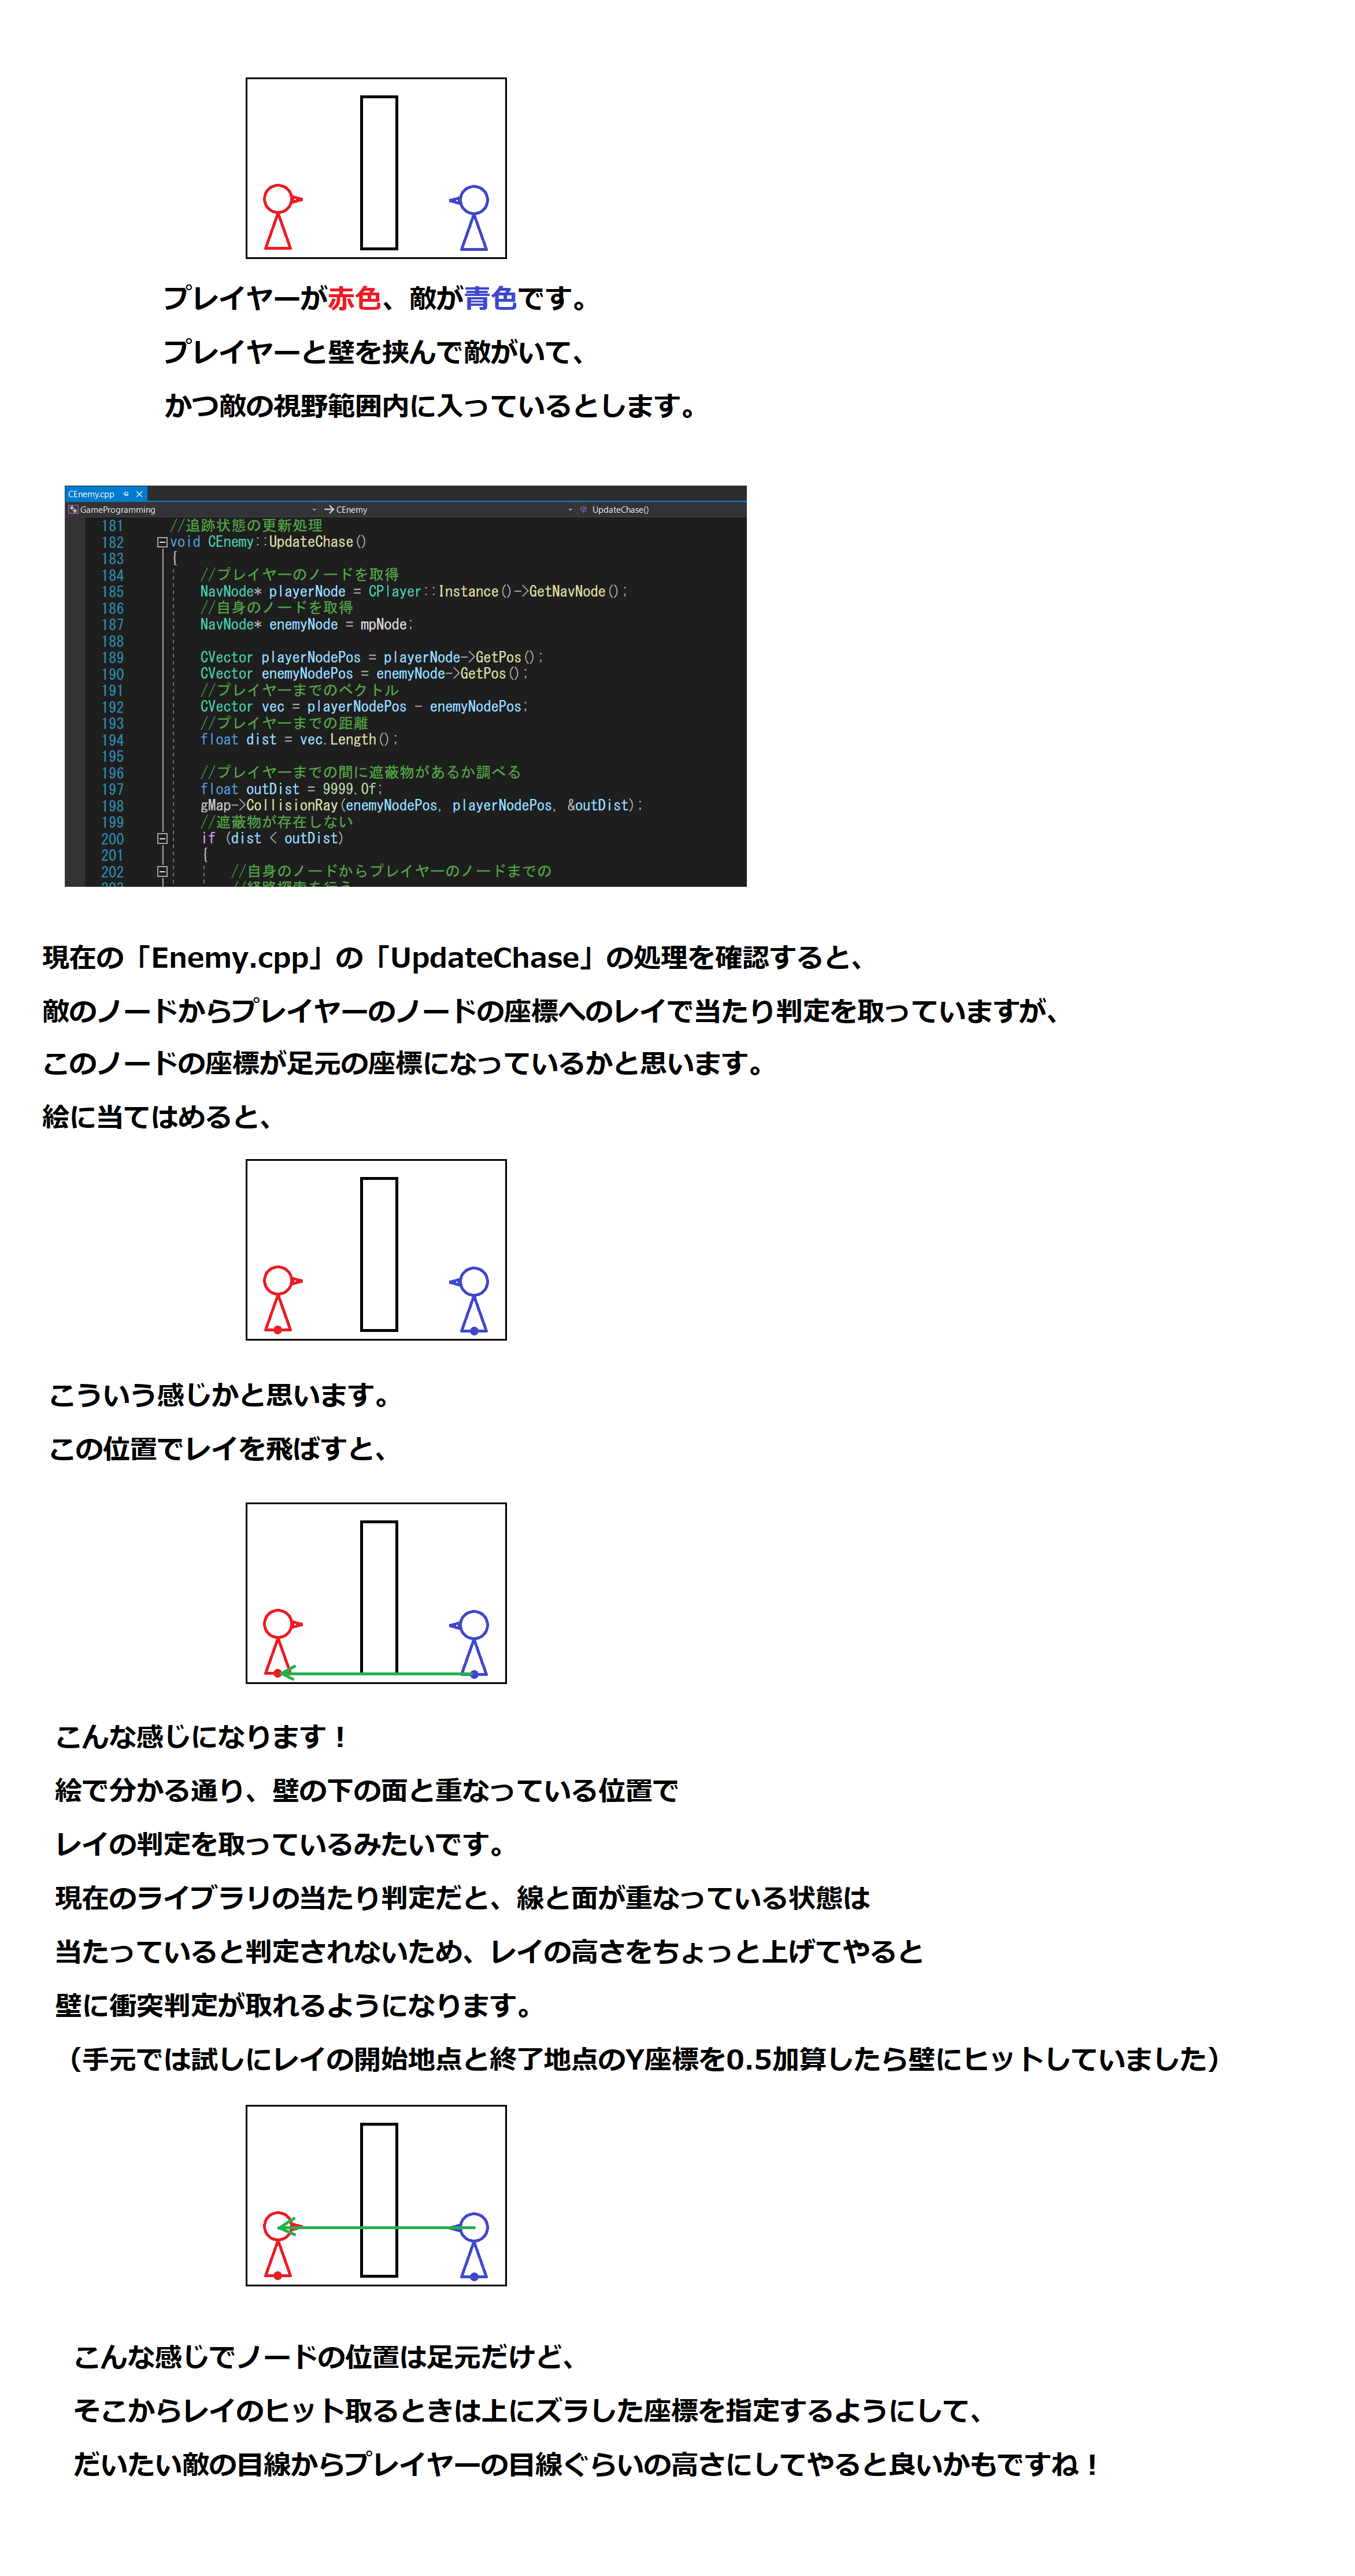 プレイヤーが赤色、敵が青色です。
プレイヤーと壁を挟んで敵がいて、
かつ敵の視野範囲内に入っているとします。
CEnemy.cpp
GameProgramming
CEnemy
UpdateChase()
181 //追跡状態の更新処理
182 void CEnemy::UpdateChase()
183 {
184 //プレイヤーのノードを取得
185 NavNode* playerNode = CPlayer::Instance()->GetNavNode();
186 //自身のノードを取得
187 NavNode* enemyNode = mpNode;
188
189 CVector playerNodePos = playerNode->GetPos();
190 CVector enemyNodePos = enemyNode->GetPos();
191 //プレイヤーまでのベクトル
192 CVector vec = playerNodePos - enemyNodePos;
193 //プレイヤーまでの距離
194 float dist = vec.Length();
195
196 //プレイヤーまでの間に遮蔽物があるか調べる
197 float outDist = 9999.0f;
198 gMap->CollisionRay(enemyNodePos, playerNodePos, &outDist);
199 //遮蔽物が存在しない
200 if (dist < outDist)
201 {
202 //自身のノードからプレイヤーのノードまでの
現在の「Enemy.cpp」の「UpdateChase」の処理を確認すると、
敵のノードからプレイヤーのノードの座標へのレイで当たり判定を取っていますが、
このノードの座標が足元の座標になっているかと思います。
絵に当てはめると、
こういう感じかと思います。
この位置でレイを飛ばすと、
こんな感じになります！
絵で分かる通り、壁の下の面と重なっている位置で
レイの判定を取っているみたいです。
現在のライブラリの当たり判定だと、線と面が重なっている状態は
当たっていると判定されないため、レイの高さをちょっと上げてやると
壁に衝突判定が取れるようになります。
（手元では試しにレイの開始地点と終了地点のY座標を0.5加算したら壁にヒットしていました）
こんな感じでノードの位置は足元だけど、
そこからレイのヒット取るときは上にズラした座標を指定するようにして、
だいたい敵の目線からプレイヤーの目線ぐらいの高さにしてやると良いかもですね！